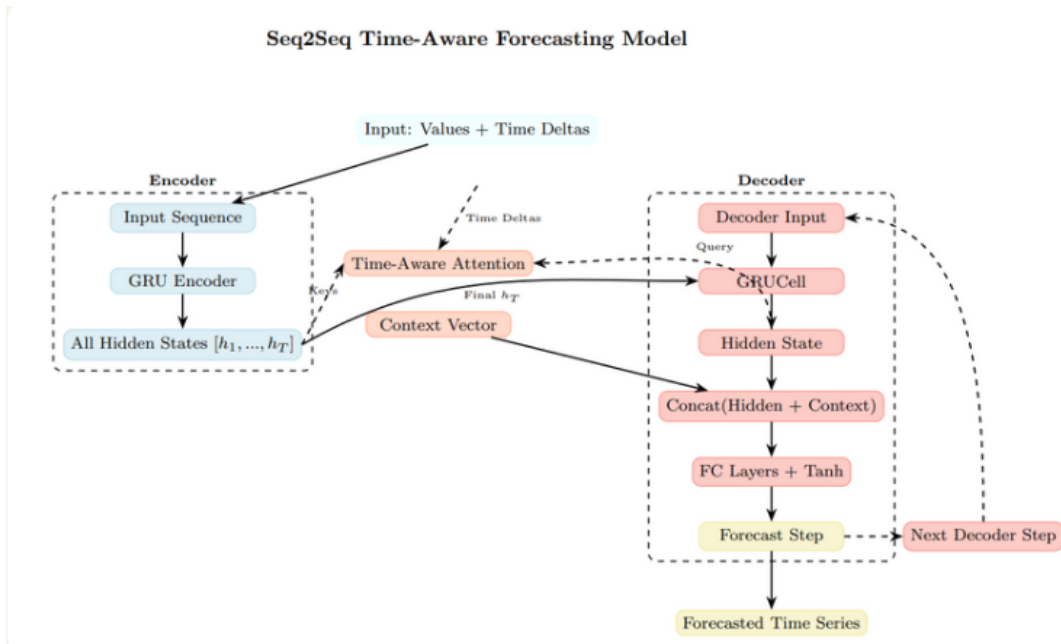 Seq2Seq Time-Aware Forecasting Model
Input: Values + Time Deltas
Encoder
Input Sequence
GRU Encoder
All Hidden States [h_1, ..., h_T]
Time Deltas
Time-Aware Attention
Keys
Final h_T
Context Vector
Query
Decoder
Decoder Input
GRUCell
Hidden State
Concat(Hidden + Context)
FC Layers + Tanh
Forecast Step
Next Decoder Step
Forecasted Time Series